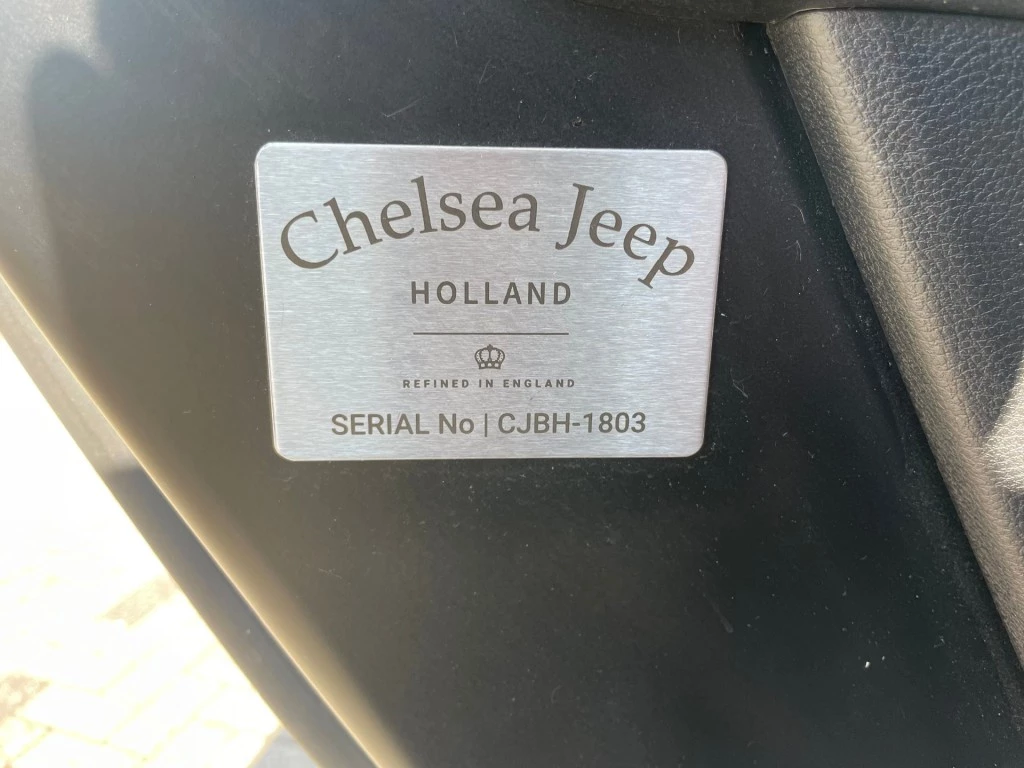 Chelsea Jeep
HOLLAND
REFINED IN ENGLAND
SERIAL No | CJBH-1803